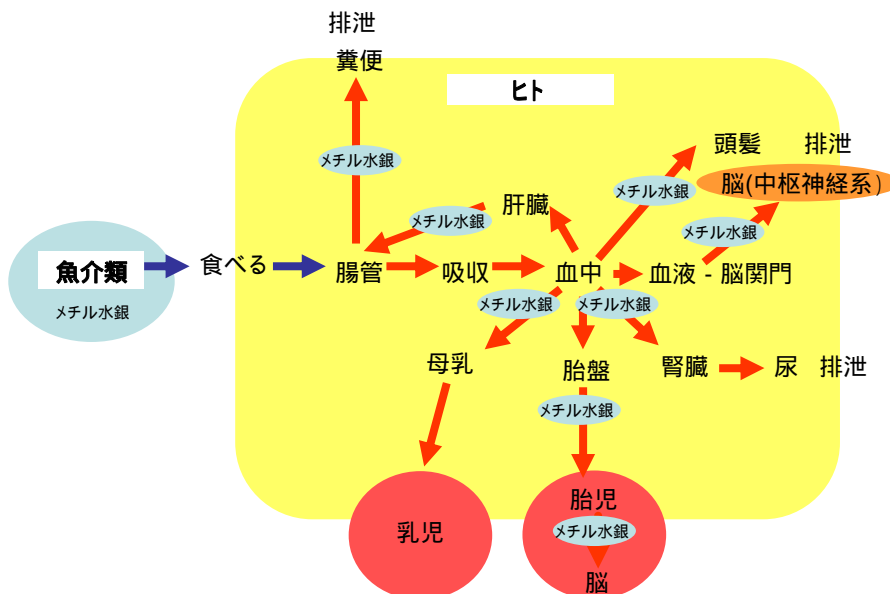 排泄
糞便
ヒト
メチル水銀
頭髪 排泄
メチル水銀
脳(中枢神経系)
肝臓
メチル水銀
メチル水銀
魚介類
食べる
腸管
吸収
血中
血液 - 脳関門
メチル水銀
メチル水銀
メチル水銀
母乳
胎盤
腎臓
尿 排泄
メチル水銀
乳児
胎児
メチル水銀
脳